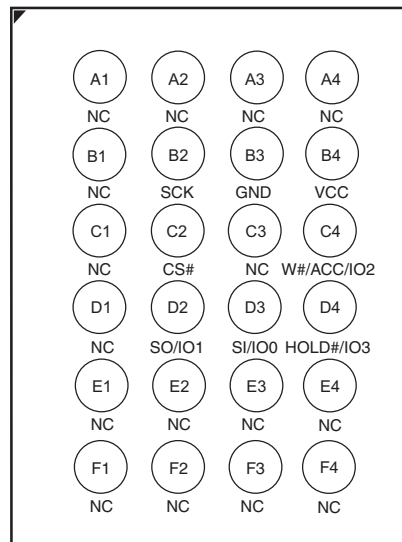 A1 A2 A3 A4
NC NC NC NC
B1 B2 B3 B4
NC SCK GND VCC
C1 C2 C3 C4
NC CS# NC W#/ACC/IO2
D1 D2 D3 D4
NC SO/IO1 SI/IO0 HOLD#/IO3
E1 E2 E3 E4
NC NC NC NC
F1 F2 F3 F4
NC NC NC NC